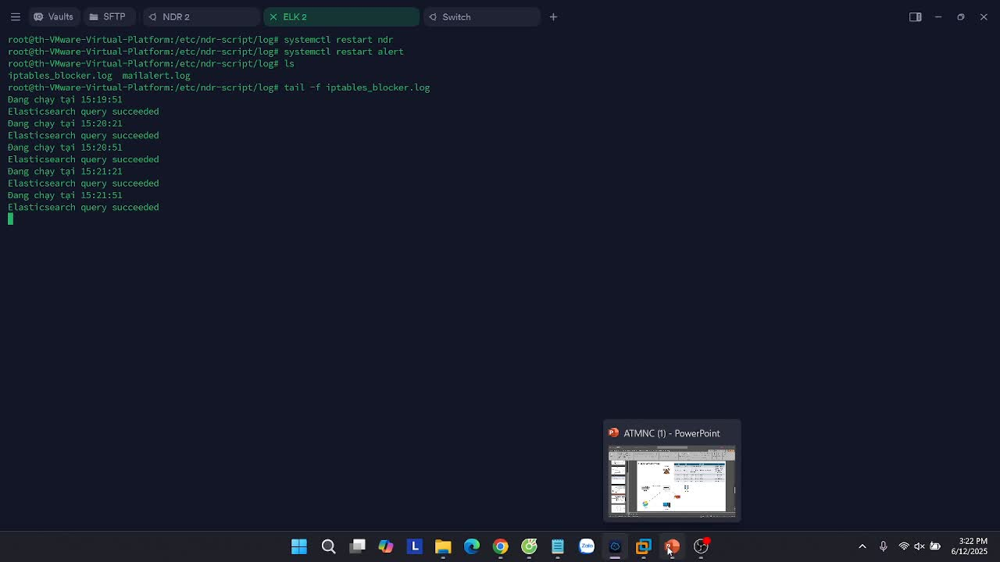 Vaults
SFTP
NDR 2
ELK 2
Switch
root@th-VMware-Virtual-Platform:/etc/ndr-script/log# systemctl restart ndr
root@th-VMware-Virtual-Platform:/etc/ndr-script/log# systemctl restart alert
root@th-VMware-Virtual-Platform:/etc/ndr-script/log# ls
iptables_blocker.log  mailalert.log
root@th-VMware-Virtual-Platform:/etc/ndr-script/log# tail -f iptables_blocker.log
Đang chạy tại 15:19:51
Elasticsearch query succeeded
Đang chạy tại 15:20:21
Elasticsearch query succeeded
Đang chạy tại 15:20:51
Elasticsearch query succeeded
Đang chạy tại 15:21:21
Elasticsearch query succeeded
Đang chạy tại 15:21:51
Elasticsearch query succeeded
ATMNC (1) - PowerPoint
L
Zalo
P
3:22 PM
6/12/2025